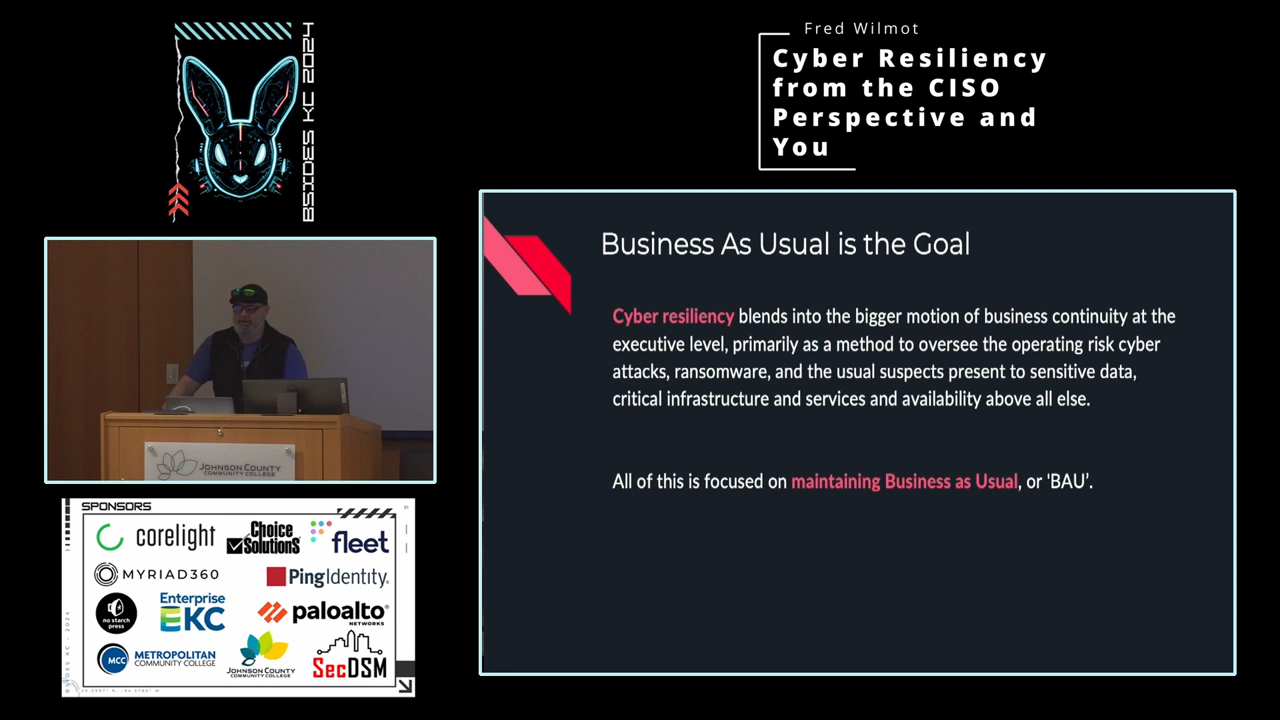 BSIDES KC 2024
Fred Wilmot
Cyber Resiliency
from the CISO
Perspective and
You
Business As Usual is the Goal
Cyber resiliency blends into the bigger motion of business continuity at the
executive level, primarily as a method to oversee the operating risk cyber
attacks, ransomware, and the usual suspects present to sensitive data,
critical infrastructure and services and availability above all else.
All of this is focused on maintaining Business as Usual, or 'BAU'.
JOHNSON COUNTY
COMMUNITY COLLEGE
SPONSORS
corelight
Choice
SOLUTIONS
fleet
MYRIAD360
PingIdentity
no starch
press
Enterprise
EKC
paloalto
NETWORKS
MCC
METROPOLITAN
COMMUNITY COLLEGE
JOHNSON COUNTY
COMMUNITY COLLEGE
SecDSM